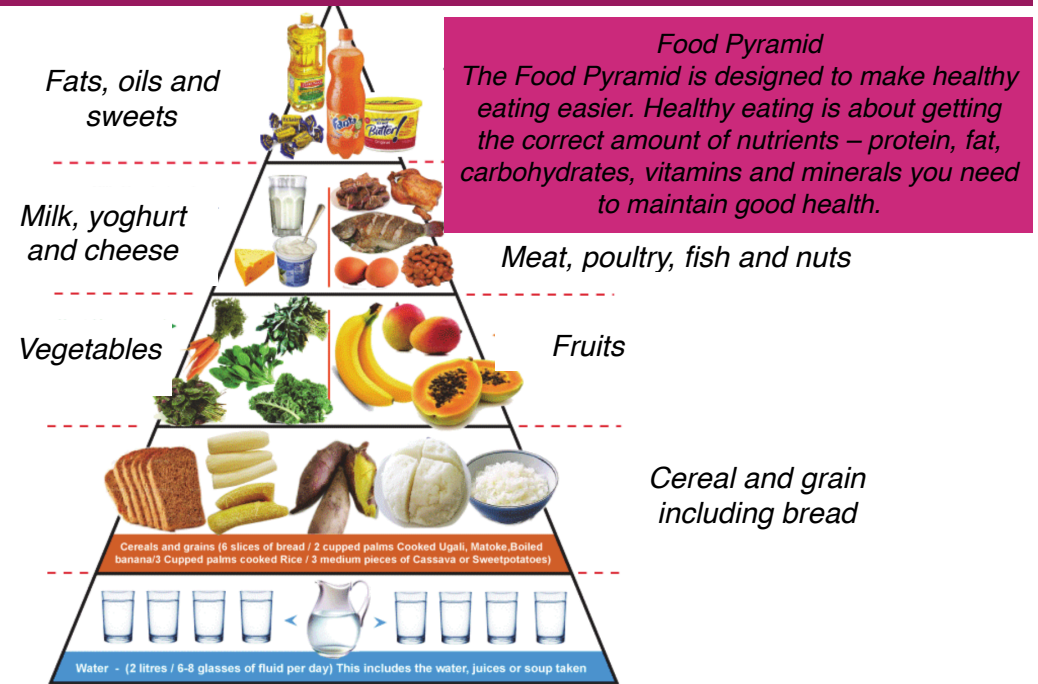 Food Pyramid
The Food Pyramid is designed to make healthy
eating easier. Healthy eating is about getting
the correct amount of nutrients – protein, fat,
carbohydrates, vitamins and minerals you need
to maintain good health.
Fats, oils and
sweets
Fanta
Butter!
Milk, yoghurt
and cheese
Meat, poultry, fish and nuts
Vegetables
Fruits
Cereal and grain
including bread
Cereals and grains (6 slices of bread / 2 cupped palms Cooked Ugali, Matoke,Boiled
banana/3 Cupped palms cooked Rice / 3 medium pieces of Cassava or Sweetpotatoes)
Water - (2 litres / 6-8 glasses of fluid per day) This includes the water, juices or soup taken